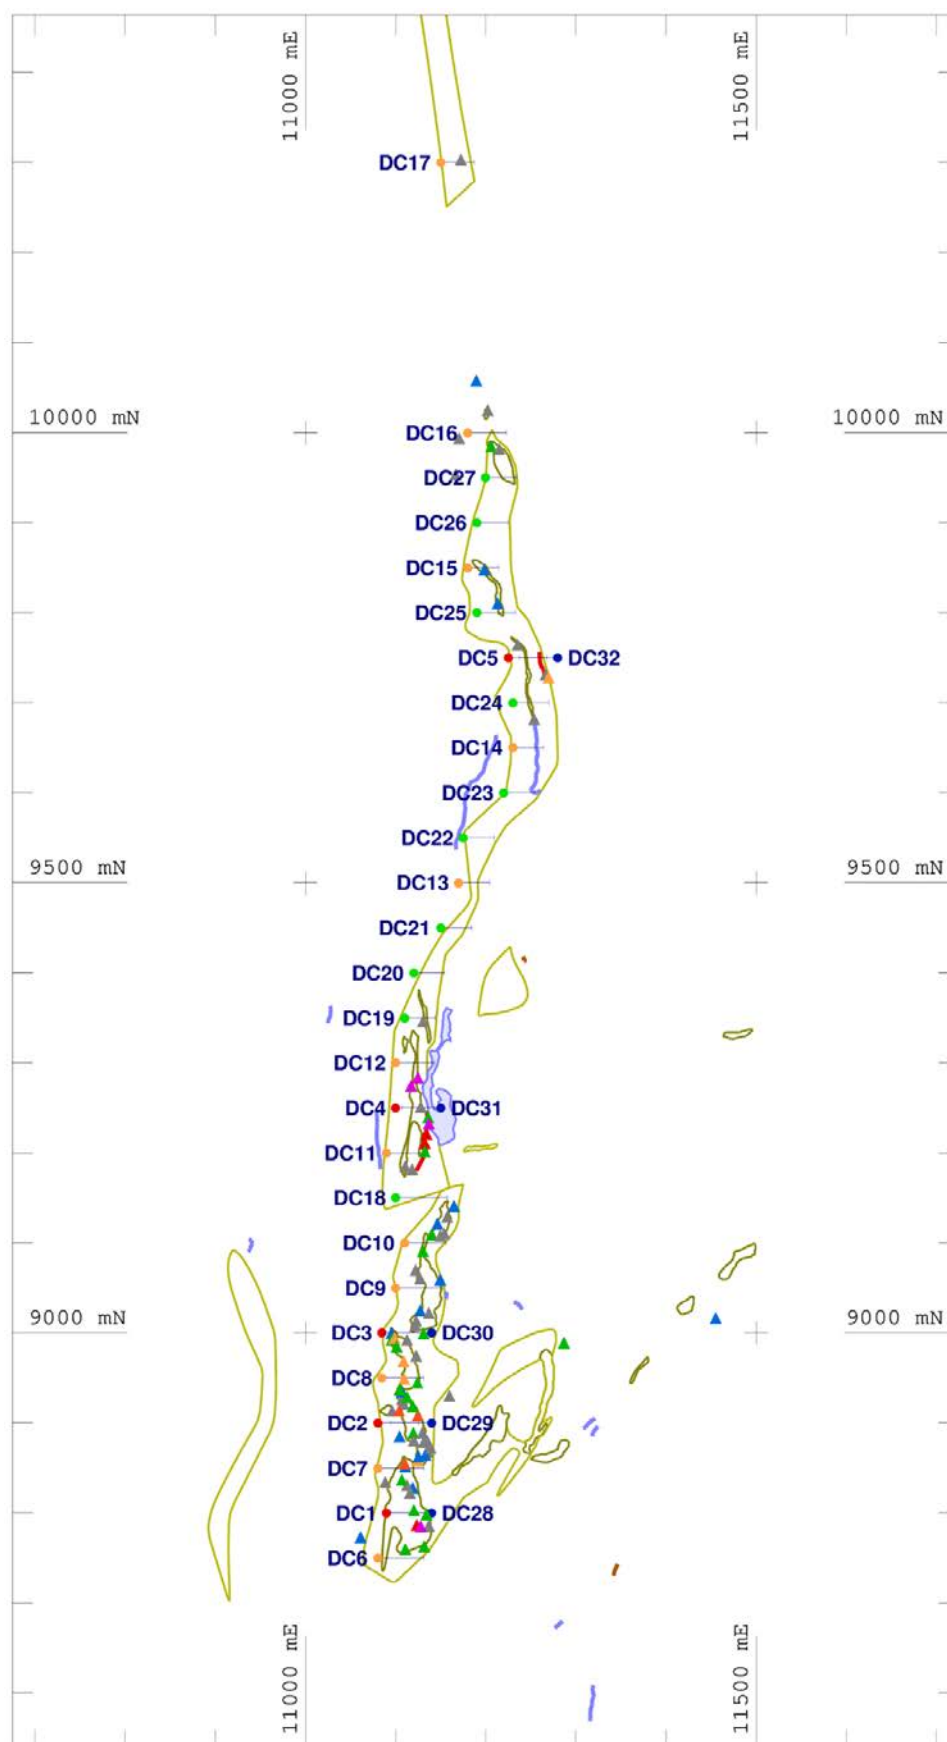 11000 mE
11500 mE
DC17
10000 mN
10000 mN
DC16
DC27
DC26
DC15
DC25
DC5
DC32
DC24
DC14
DC23
DC22
9500 mN
9500 mN
DC13
DC21
DC20
DC19
DC12
DC4
DC31
DC11
DC18
DC10
DC9
9000 mN
9000 mN
DC3
DC30
DC8
DC2
DC29
DC7
DC1
DC28
DC6
11000 mE
11500 mE